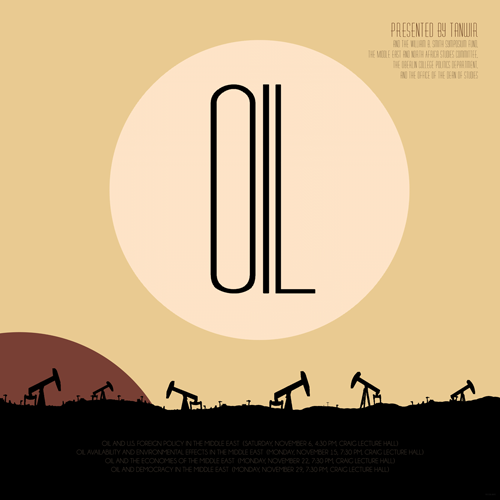 PRESENTED BY TANWIR
AND THE WILLIAM G. SMITH SYMPOSIUM FUND,
THE MIDDLE EAST AND NORTH AFRICA STUDIES COMMITTEE,
THE OBERLIN COLLEGE POLITICS DEPARTMENT,
AND THE OFFICE OF THE DEAN OF STUDIES
OIL
OIL AND U.S. FOREIGN POLICY IN THE MIDDLE EAST (SATURDAY, NOVEMBER 6, 4:30 PM, CRAIG LECTURE HALL)
OIL AVAILABILITY AND ENVIRONMENTAL EFFECTS IN THE MIDDLE EAST (MONDAY, NOVEMBER 15, 7:30 PM, CRAIG LECTURE HALL)
OIL AND THE ECONOMIES OF THE MIDDLE EAST (MONDAY, NOVEMBER 22, 7:30 PM, CRAIG LECTURE HALL)
OIL AND DEMOCRACY IN THE MIDDLE EAST (MONDAY, NOVEMBER 29, 7:30 PM, CRAIG LECTURE HALL)